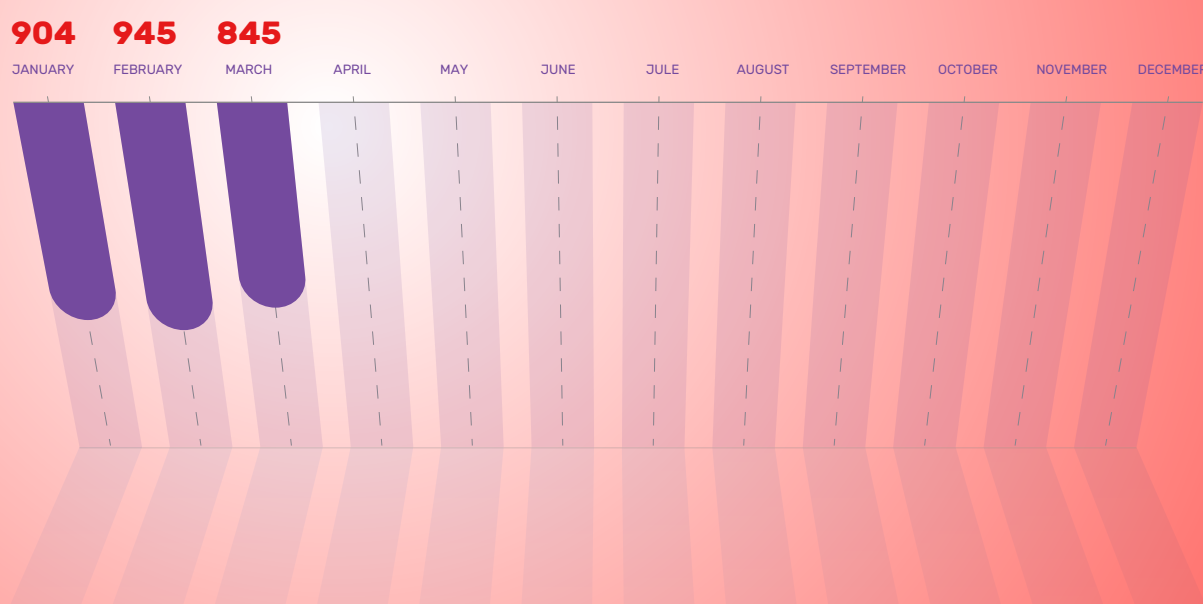 904 945 845
JANUARY FEBRUARY MARCH APRIL MAY JUNE JULE AUGUST SEPTEMBER OCTOBER NOVEMBER DECEMBER